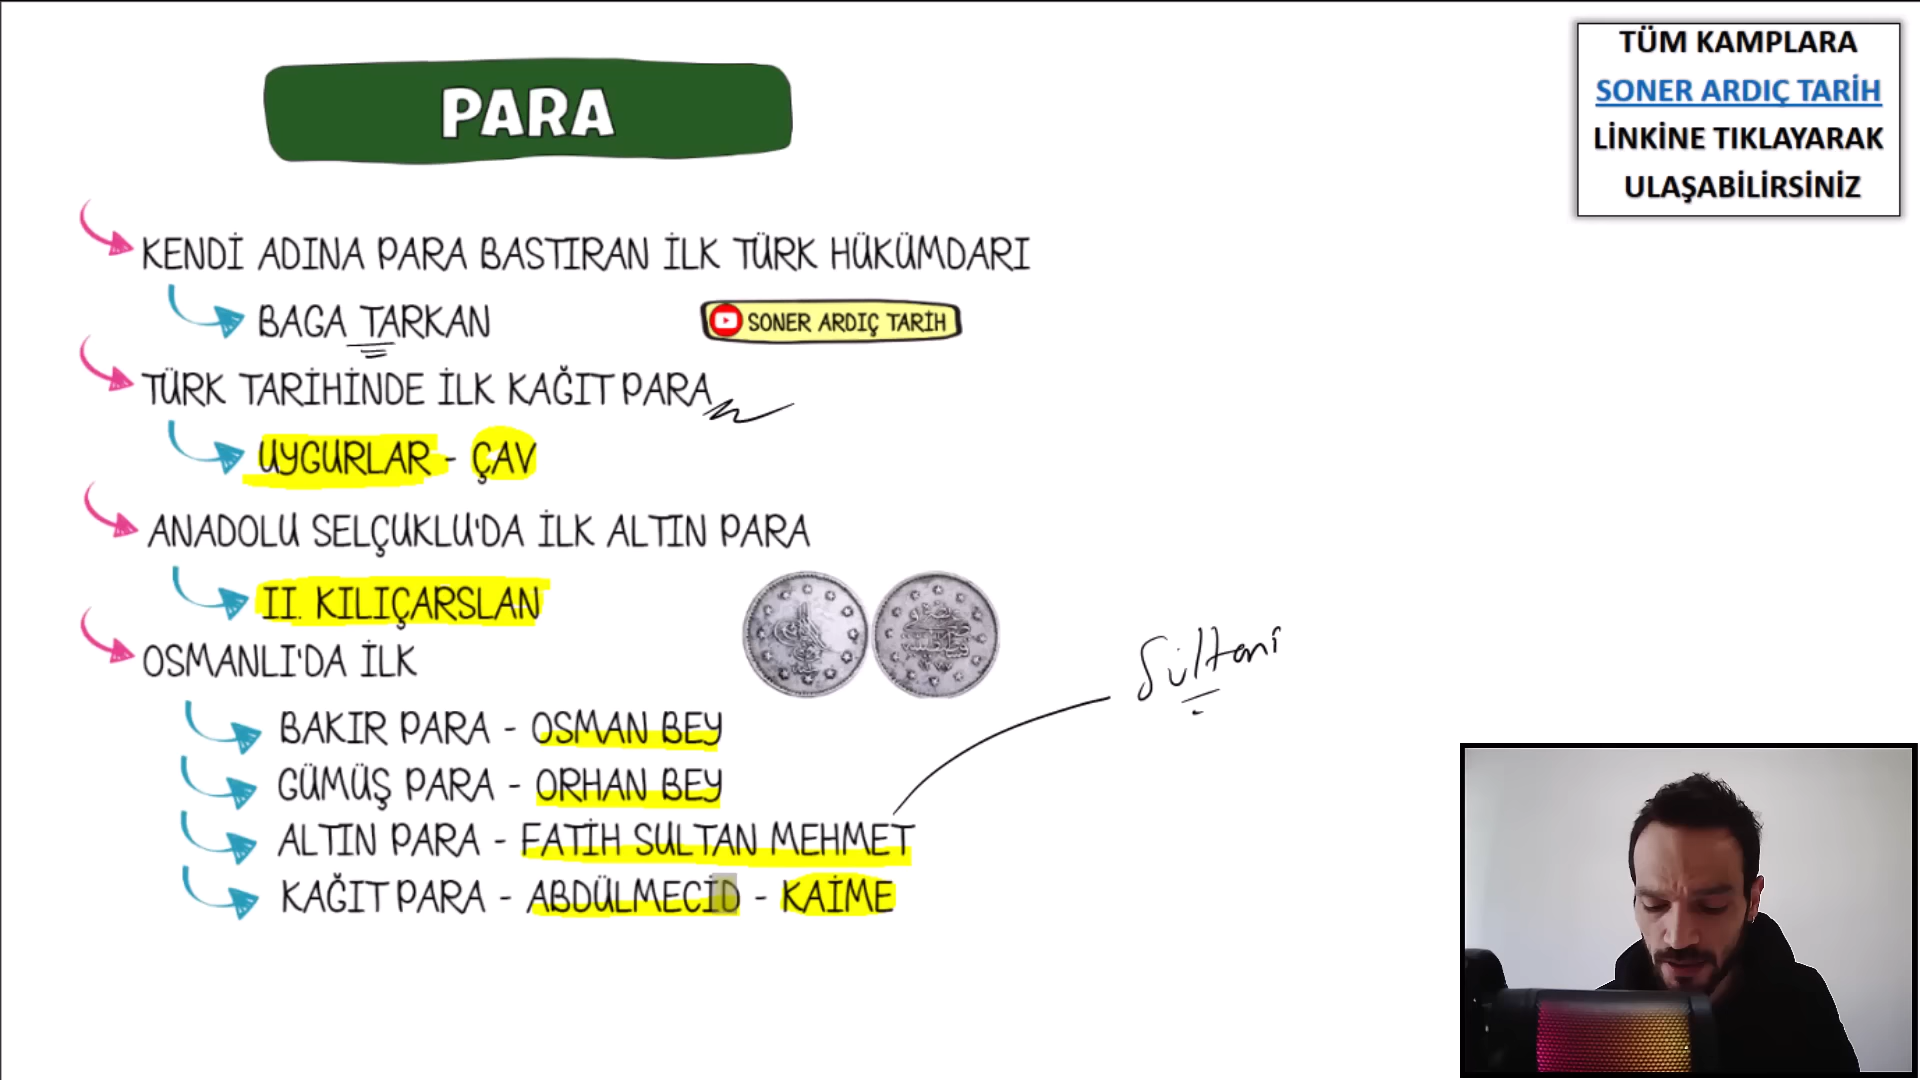 PARA
TÜM KAMPLARA
SONER ARDIÇ TARİH
LİNKİNE TIKLAYARAK
ULAŞABİLİRSİNİZ
KENDİ ADINA PARA BASTIRAN İLK TÜRK HÜKÜMDARI
BAGA TARKAN
SONER ARDIÇ TARİH
TÜRK TARİHİNDE İLK KAĞIT PARA
UYGURLAR - ÇAV
ANADOLU SELÇUKLU'DA İLK ALTIN PARA
II. KILIÇARSLAN
OSMANLI'DA İLK
Sültani
BAKIR PARA - OSMAN BEY
GÜMÜŞ PARA - ORHAN BEY
ALTIN PARA - FATİH SULTAN MEHMET
KAĞIT PARA - ABDÜLMECİD - KAİME